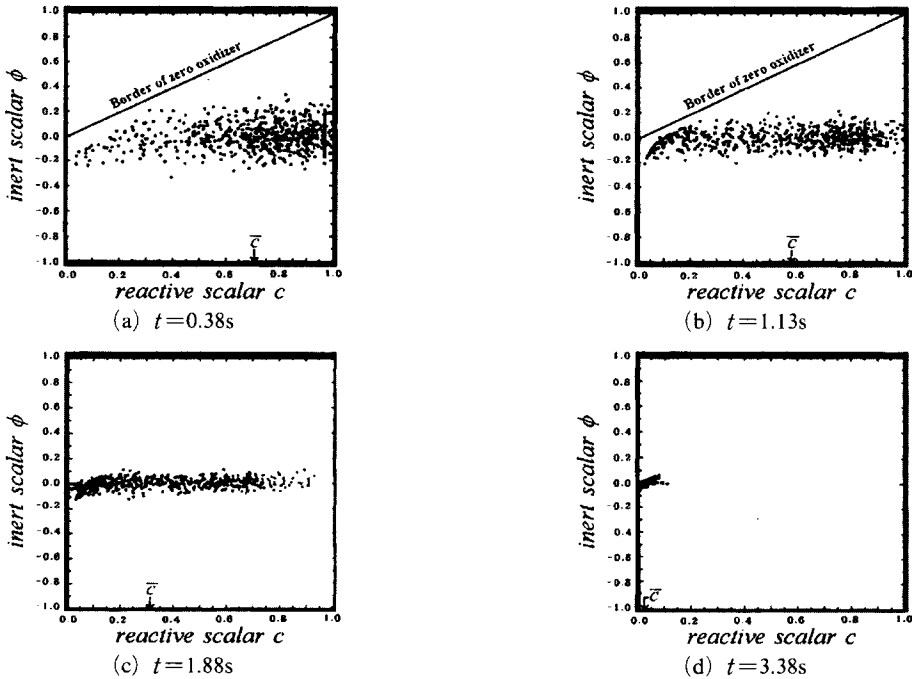 1.0
0.8
0.6
0.4
0.2
0.0
-0.2
-0.4
-0.6
-0.8
-1.0
inert scalar ϕ
Border of zero oxidizer
c̅
0.0 0.2 0.4 0.6 0.8 1.0
reactive scalar c
(a) t=0.38s
1.0
0.8
0.6
0.4
0.2
0.0
-0.2
-0.4
-0.6
-0.8
-1.0
inert scalar ϕ
Border of zero oxidizer
c̅
0.0 0.2 0.4 0.6 0.8 1.0
reactive scalar c
(b) t=1.13s
1.0
0.8
0.6
0.4
0.2
0.0
-0.2
-0.4
-0.6
-0.8
-1.0
inert scalar ϕ
c̅
0.0 0.2 0.4 0.6 0.8 1.0
reactive scalar c
(c) t=1.88s
1.0
0.8
0.6
0.4
0.2
0.0
-0.2
-0.4
-0.6
-0.8
-1.0
inert scalar ϕ
c̅
0.0 0.2 0.4 0.6 0.8 1.0
reactive scalar c
(d) t=3.38s